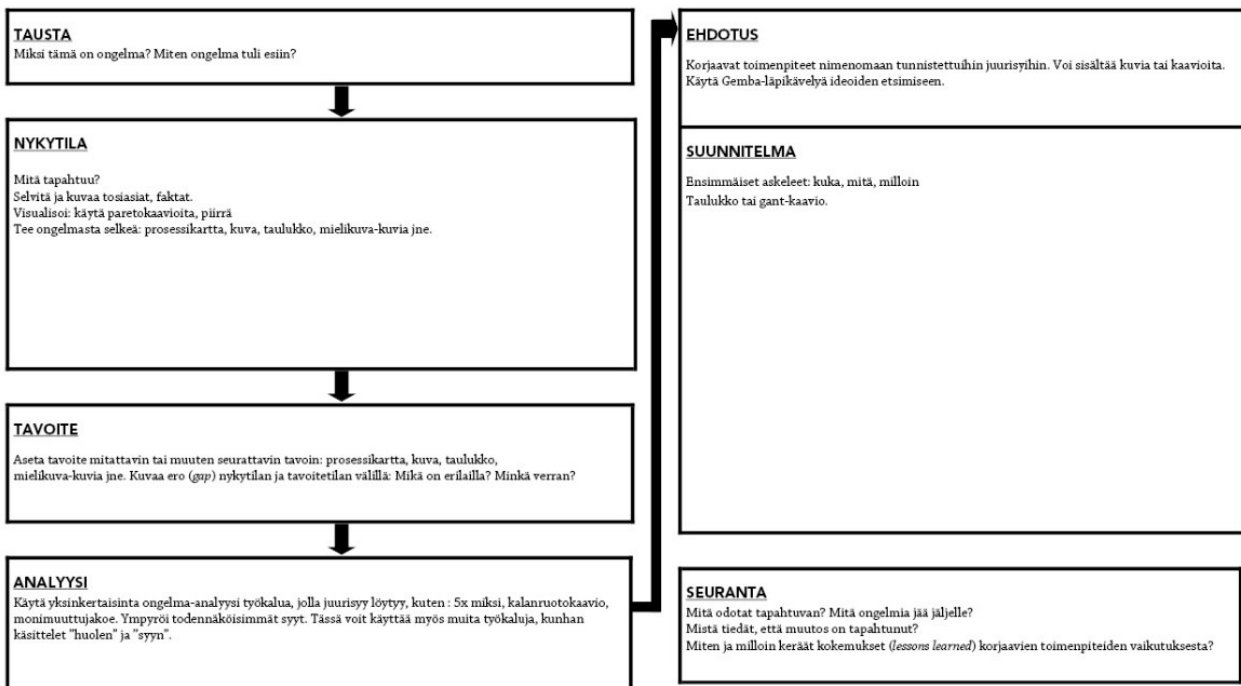 TAUSTA
Miksi tämä on ongelma? Miten ongelma tuli esiin?
NYKYTILA
Mitä tapahtuu?
Selvitä ja kuvaa tosiasiat, faktat.
Visualisoi: käytä paretokaavioita, piirrä
Tee ongelmasta selkeä: prosessikartta, kuva, taulukko, mielikuva-kuvia jne.
TAVOITE
Aseta tavoite mitattavin tai muuten seurattavin tavoin: prosessikartta, kuva, taulukko,
mielikuva-kuvia jne. Kuvaa ero (gap) nykytilan ja tavoitetilan välillä: Mikä on erilailla? Minkä verran?
ANALYYSI
Käytä yksinkertaisinta ongelma-analyysi työkalua, jolla juurisyy löytyy, kuten : 5x miksi, kalanruotokaavio,
monimuuttujakoe. Ympyröi todennäköisimmät syyt. Tässä voit käyttää myös muita työkaluja, kunhan
käsittelet "huolen" ja "syyn".
EHDOTUS
Korjaavat toimenpiteet nimenomaan tunnistettuihin juurisyihin. Voi sisältää kuvia tai kaavioita.
Käytä Gemba-läpikävelyä ideoiden etsimiseen.
SUUNNITELMA
Ensimmäiset askeleet: kuka, mitä, milloin
Taulukko tai gant-kaavio.
SEURANTA
Mitä odotat tapahtuvan? Mitä ongelmia jää jäljelle?
Mistä tiedät, että muutos on tapahtunut?
Miten ja milloin keräät kokemukset (lessons learned) korjaavien toimenpiteiden vaikutuksesta?